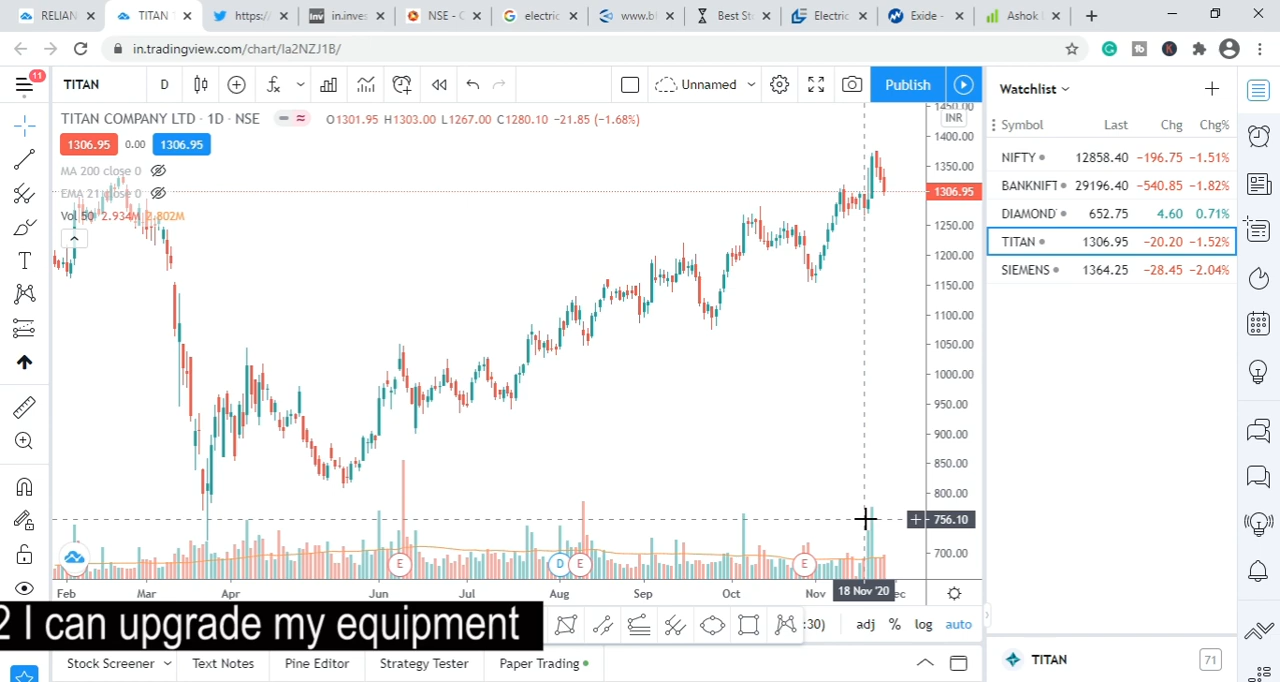 RELIAN
TITAN 1
https:/
in.invest
NSE - C
electric
www.bl
Best St
Electric
Exide -
Ashok L
in.tradingview.com/chart/la2NZJ1B/
11
TITAN
D
Unnamed
Publish
TITAN COMPANY LTD · 1D · NSE
O1301.95 H1303.00 L1267.00 C1280.10 −21.85 (−1.68%)
1306.95 0.00 1306.95
MA 200 close 0
EMA 21 close 0
Vol 50 2.934M 2.802M
INR
1450.00
1400.00
1350.00
1306.95
1250.00
1200.00
1150.00
1100.00
1050.00
1000.00
950.00
900.00
850.00
800.00
756.10
700.00
E
D
E
E
Feb Mar Apr Jun Jul Aug Sep Oct Nov 18 Nov '20 ec
2 I can upgrade my equipment
:30) adj % log auto
Stock Screener Text Notes Pine Editor Strategy Tester Paper Trading
Watchlist
Symbol Last Chg Chg%
NIFTY 12858.40 −196.75 −1.51%
BANKNIFT 29196.40 −540.85 −1.82%
DIAMOND 652.75 4.60 0.71%
TITAN 1306.95 −20.20 −1.52%
SIEMENS 1364.25 −28.45 −2.04%
TITAN
71